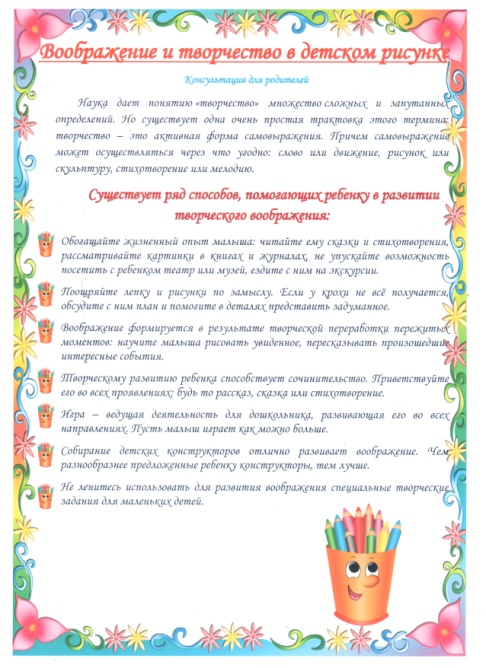 Воображение и творчество в детском рисунке
Консультация для родителей
Наука дает понятию «творчество» множество сложных и запутанных
определений. Но существует одна очень простая трактовка этого термина:
творчество – это активная форма самовыражения. Причем самовыражение
может осуществляться через что угодно: слово или движение, рисунок или
скульптуру, стихотворение или мелодию.
Существует ряд способов, помогающих ребенку в развитии
творческого воображения:
Обогащайте жизненный опыт малыша: читайте ему сказки и стихотворения,
рассматривайте картинки в книгах и журналах, не упускайте возможность
посетить с ребенком театр или музей, ездите с ним на экскурсии.
Поощряйте лепку и рисунки по замыслу. Если у крохи не всё получается,
обсудите с ним план и помогите в деталях представить задуманное.
Воображение формируется в результате творческой переработки пережитых
моментов: научите малыша рисовать увиденное, пересказывать произошедшие
интересные события.
Творческому развитию ребенка способствует сочинительство. Приветствуйте
его во всех проявлениях: будь то рассказ, сказка или стихотворение.
Игра – ведущая деятельность для дошкольника, развивающая его во всех
направлениях. Пусть малыш играет как можно больше.
Собирание детских конструкторов отлично развивает воображение. Чем
разнообразнее предложенные ребенку конструкторы, тем лучше.
Не ленитесь использовать для развития воображения специальные творческие
задания для маленьких детей.